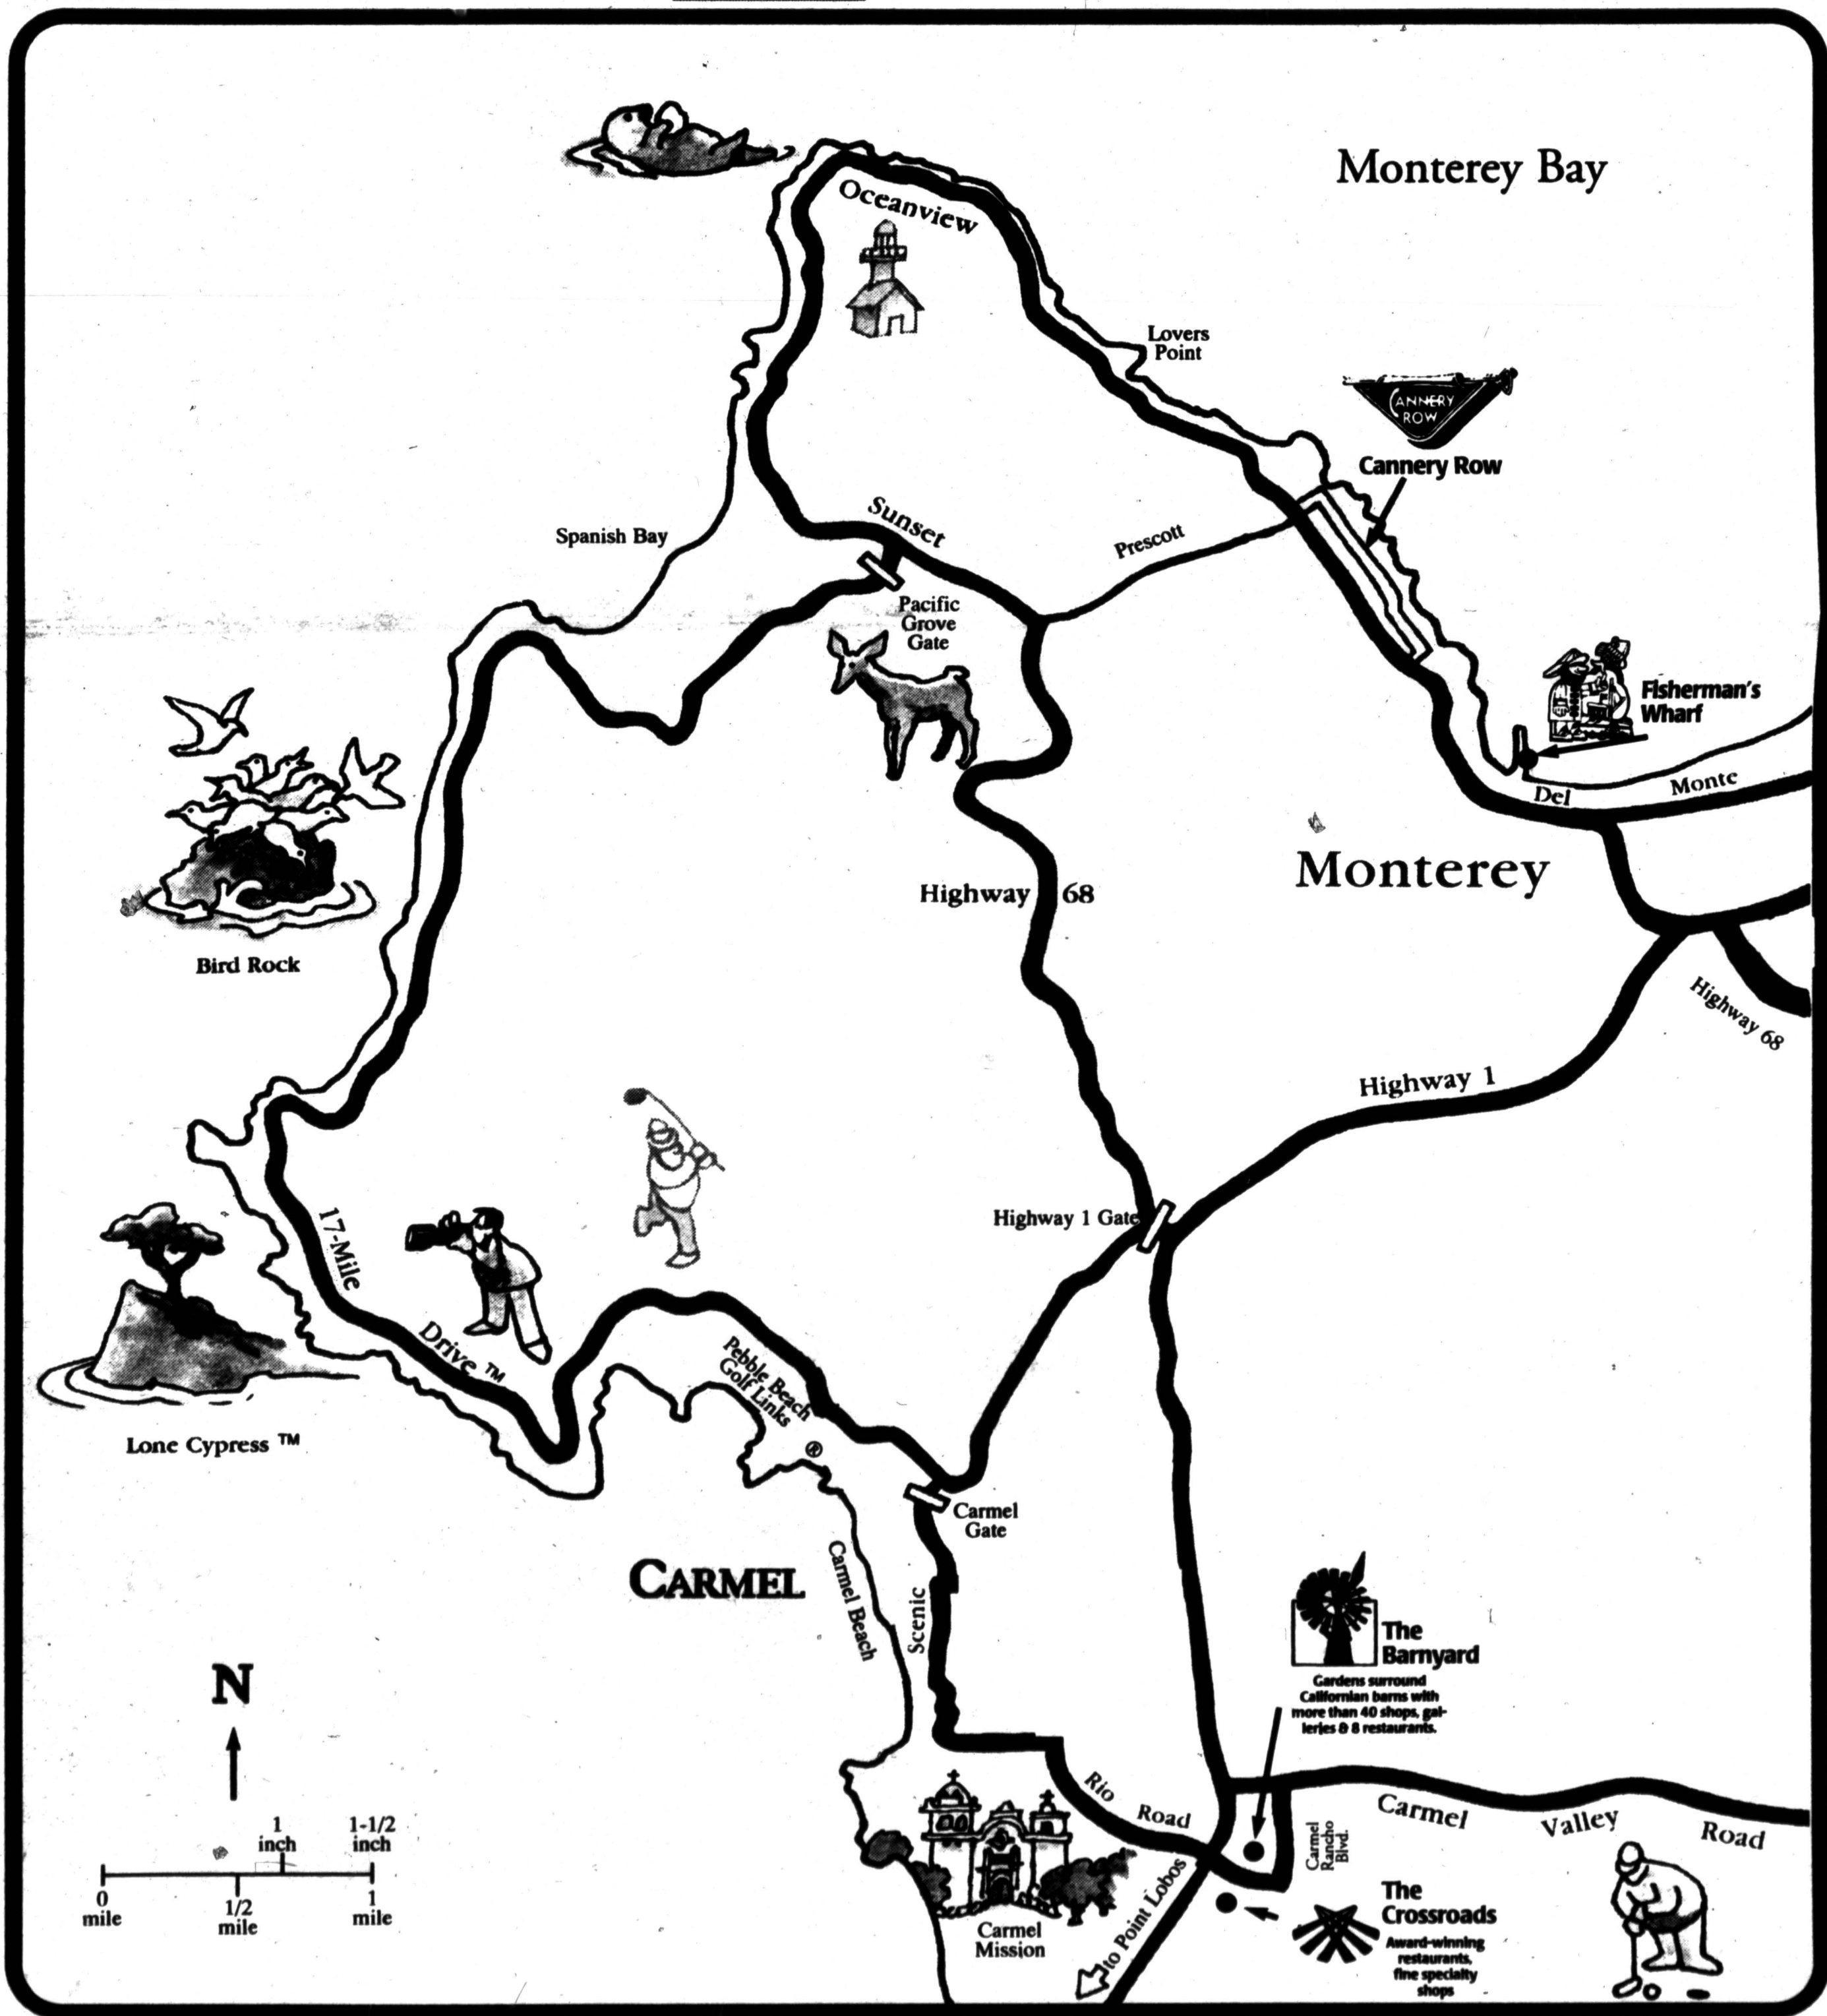 Monterey Bay
Oceanview
Lovers
Point
CANNERY
ROW
Cannery Row
Sunset
Prescott
Spanish Bay
Pacific
Grove
Gate
Fisherman's
Wharf
Del Monte
Monterey
Highway 68
Bird Rock
Highway 68
Highway 1
Highway 1 Gate
17-Mile
Drive ™
Pebble Beach
Golf Links
®
Lone Cypress ™
Carmel
Gate
CARMEL
Carmel Beach
Scenic
The
Barnyard
Gardens surround
Californian barns with
more than 40 shops, gal-
leries & 8 restaurants.
N
Rio Road
Carmel Valley Road
Carmel
Rancho
Blvd.
1
inch
1-1/2
inch
0
mile
1/2
mile
1
mile
Carmel
Mission
to Point Lobos
The
Crossroads
Award-winning
restaurants,
fine specialty
shops